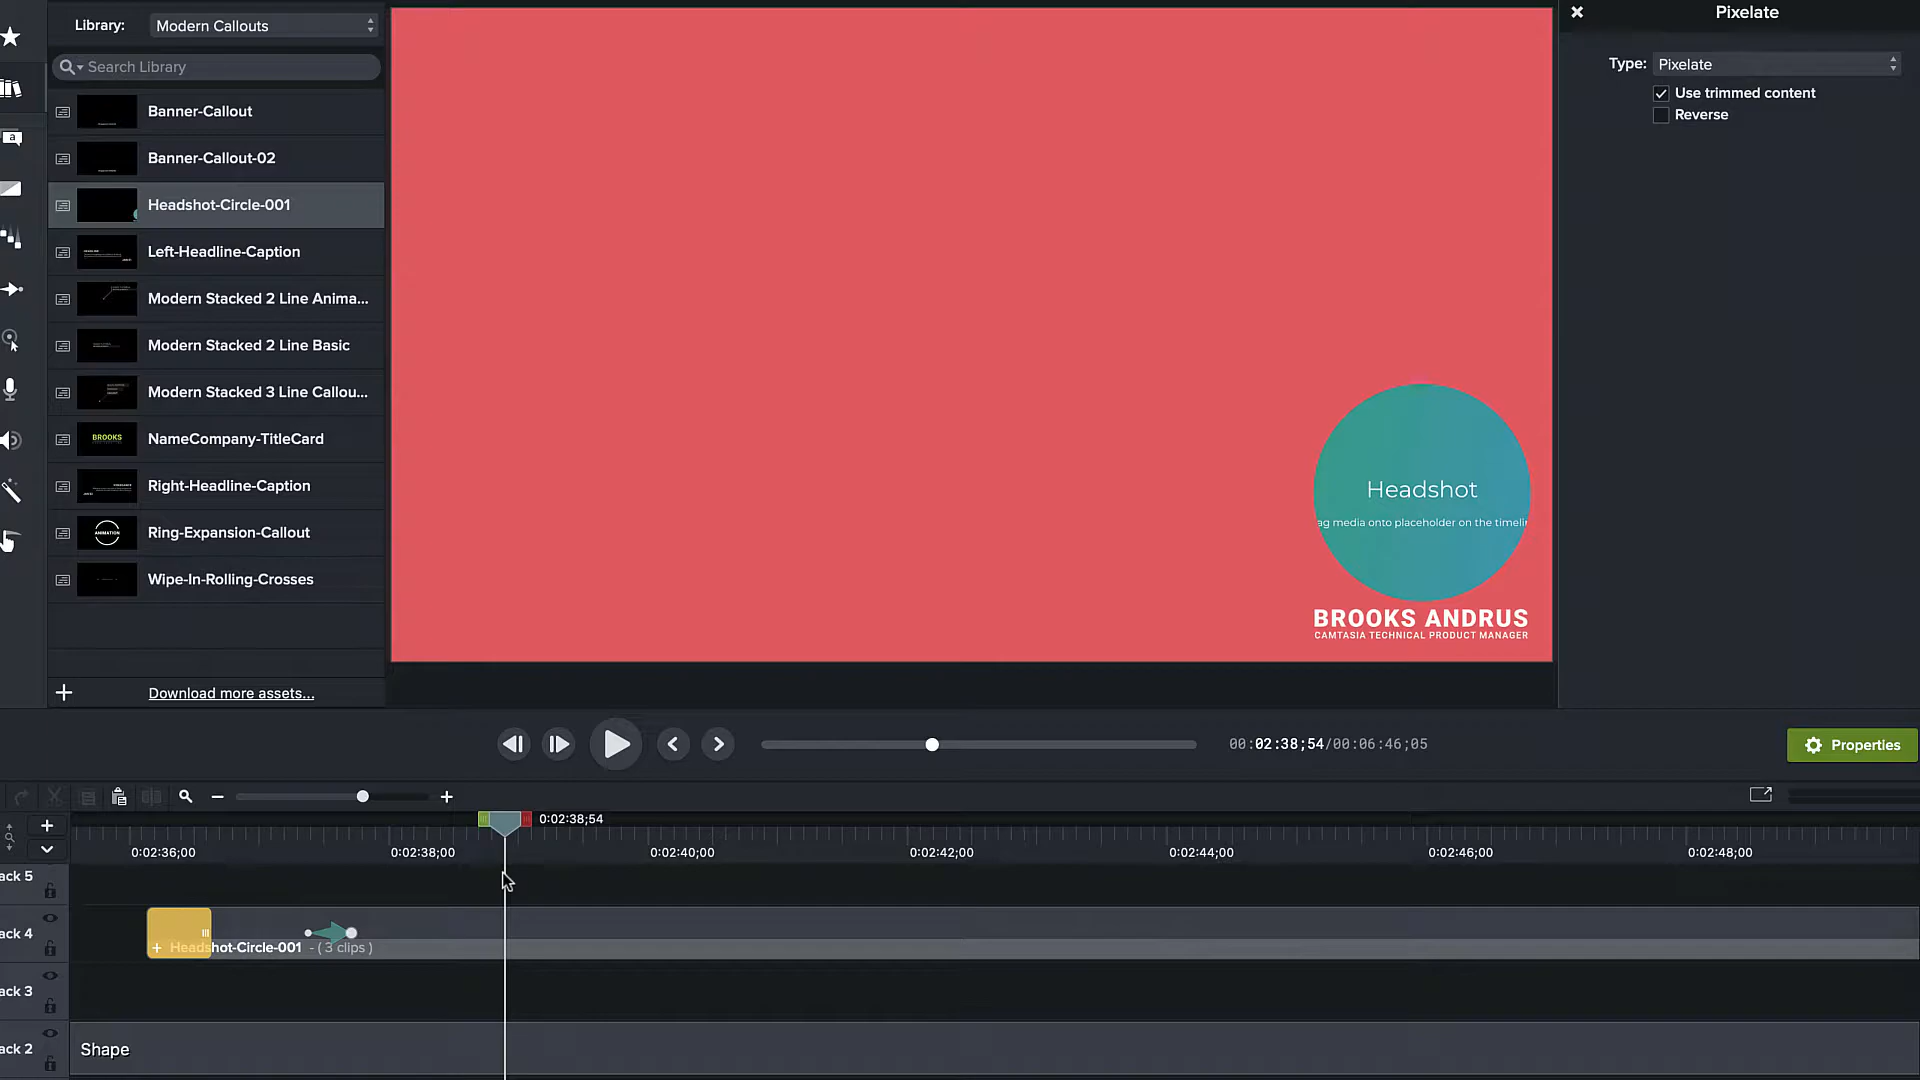 Library:
Modern Callouts
Search Library
Banner-Callout
Banner-Callout-02
Headshot-Circle-001
Left-Headline-Caption
Modern Stacked 2 Line Anima...
Modern Stacked 2 Line Basic
Modern Stacked 3 Line Callou...
BROOKS
NameCompany-TitleCard
Right-Headline-Caption
ANIMATION
Ring-Expansion-Callout
Wipe-In-Rolling-Crosses
Download more assets...
Headshot
ag media onto placeholder on the timelin
BROOKS ANDRUS
CAMTASIA TECHNICAL PRODUCT MANAGER
Pixelate
Type:
Pixelate
Use trimmed content
Reverse
00:02:38;54/00:06:46;05
Properties
0:02:38;54
0:02:36;00
0:02:38;00
0:02:40;00
0:02:42;00
0:02:44;00
0:02:46;00
0:02:48;00
ack 5
ack 4
Headshot-Circle-001 - ( 3 clips )
ack 3
ack 2
Shape